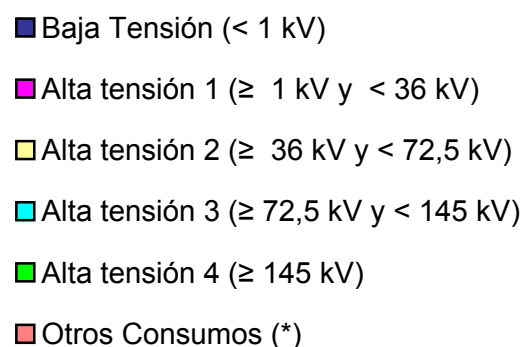 Baja Tensión (< 1 kV)
Alta tensión 1 (≥ 1 kV y < 36 kV)
Alta tensión 2 (≥ 36 kV y < 72,5 kV)
Alta tensión 3 (≥ 72,5 kV y < 145 kV)
Alta tensión 4 (≥ 145 kV)
Otros Consumos (*)